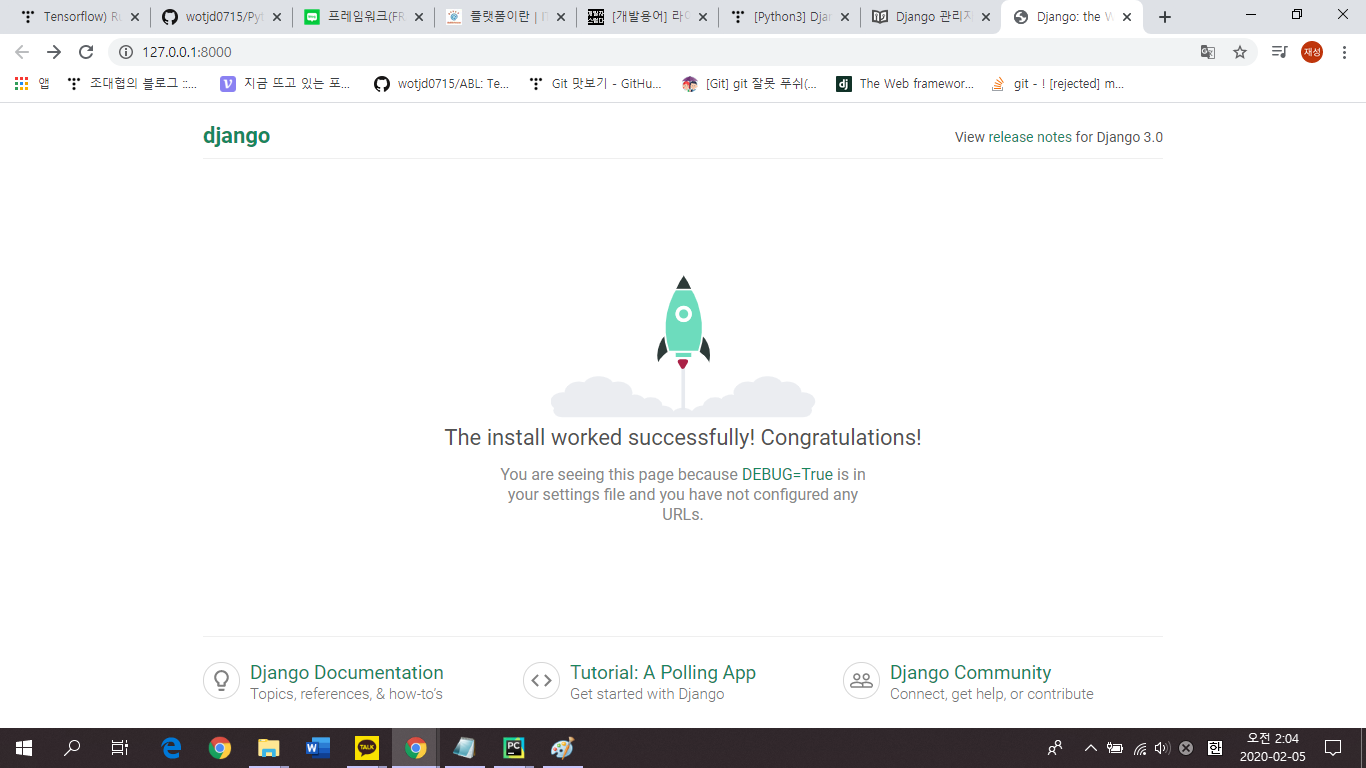 Tensorflow) Ru
wotjd0715/Pyt
프레임워크(FR
플랫폼이란 | IT
[개발용어] 라이
[Python3] Djan
Django 관리자
Django: the W
127.0.0.1:8000
재성
앱
조대협의 블로그 ::...
지금 뜨고 있는 포...
wotjd0715/ABL: Te...
Git 맛보기 - GitHu...
[Git] git 잘못 푸쉬(...
dj
The Web framewor...
git - ! [rejected] m...
django
View release notes for Django 3.0
The install worked successfully! Congratulations!
You are seeing this page because DEBUG=True is in
your settings file and you have not configured any
URLs.
Django Documentation
Topics, references, & how-to's
Tutorial: A Polling App
Get started with Django
Django Community
Connect, get help, or contribute
W
TALK
PC
한
오전 2:04
2020-02-05